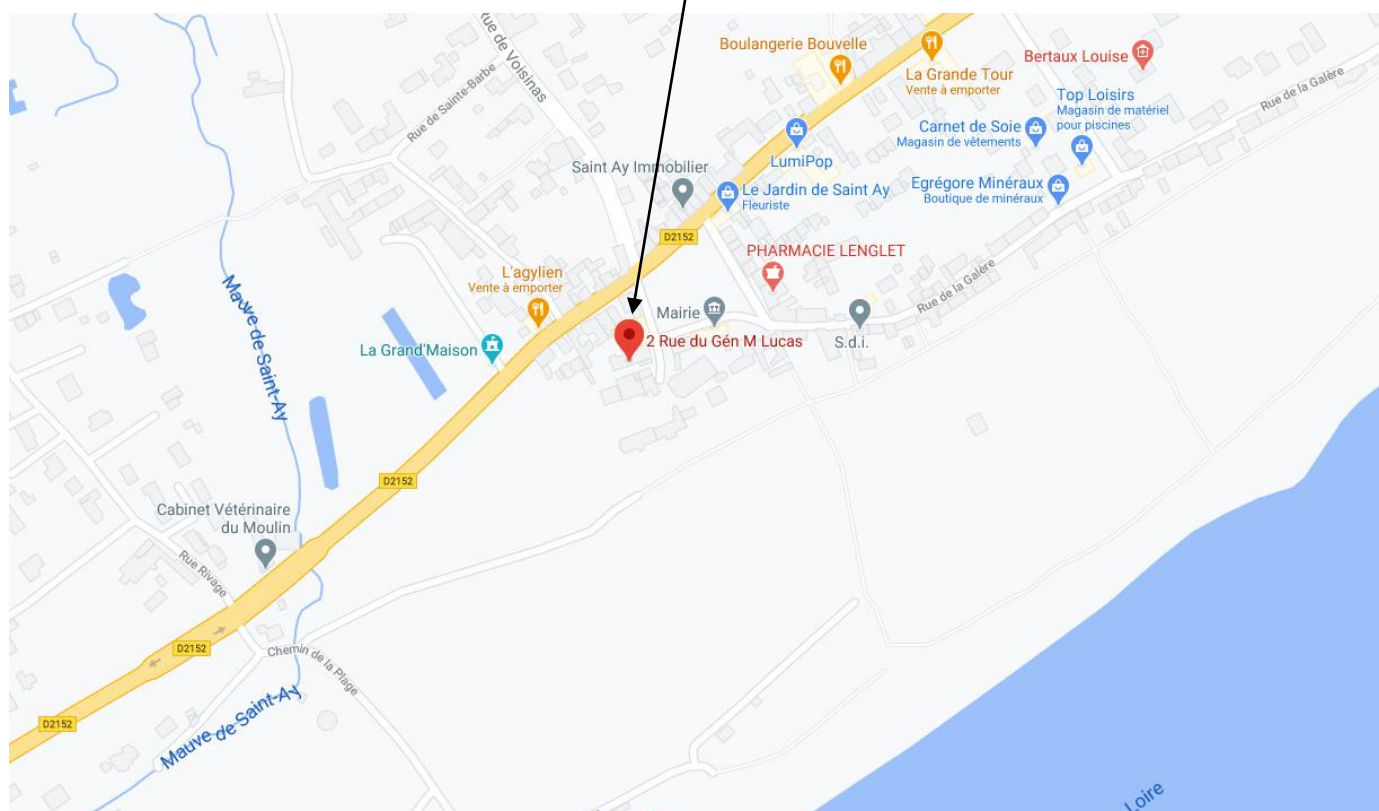 Rue de Voisinas
Rue de Sainte-Barbe
Boulangerie Bouvelle
La Grande Tour
Vente à emporter
Bertaux Louise
Top Loisirs
Magasin de matériel
pour piscines
Rue de la Galère
Carnet de Soie
Magasin de vêtements
LumiPop
Saint Ay Immobilier
Le Jardin de Saint Ay
Fleuriste
Egrégore Minéraux
Boutique de minéraux
D2152
PHARMACIE LENGLET
L'agylien
Vente à emporter
Mauve de Saint-Ay
Rue de la Galère
Mairie
2 Rue du Gén M Lucas
S.d.i.
La Grand'Maison
D2152
Cabinet Vétérinaire
du Moulin
Rue Rivage
D2152
Chemin de la Plage
Mauve de Saint-Ay
D2152
Loire